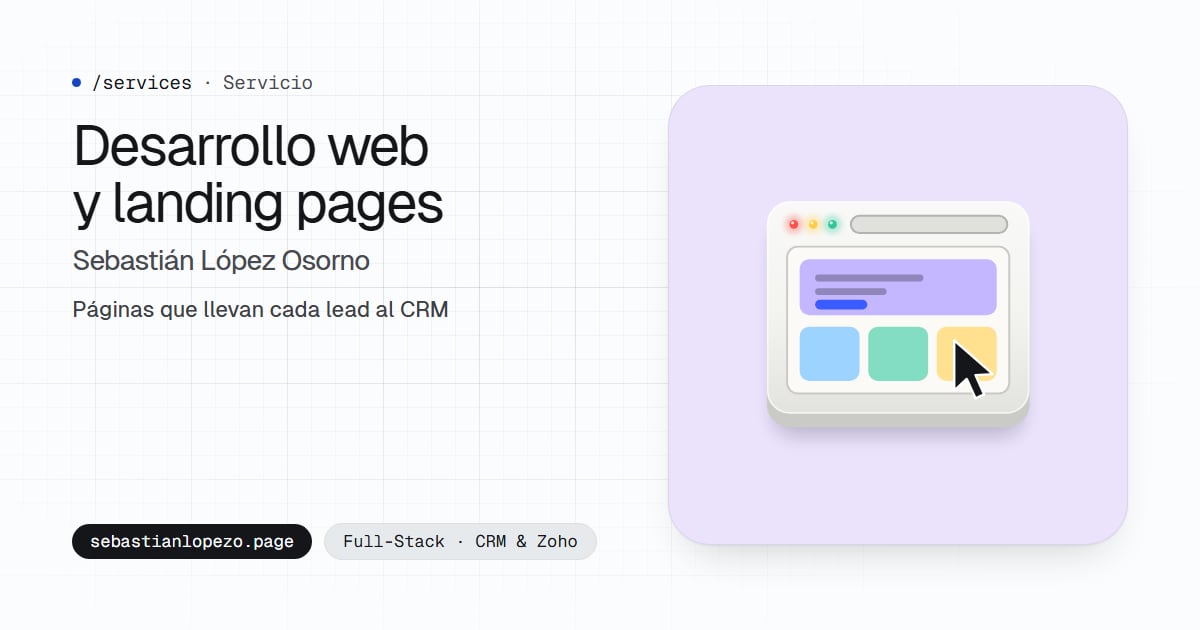 /services · Servicio
Desarrollo web
y landing pages
Sebastián López Osorno
Páginas que llevan cada lead al CRM
sebastianlopezo.page
Full-Stack · CRM & Zoho